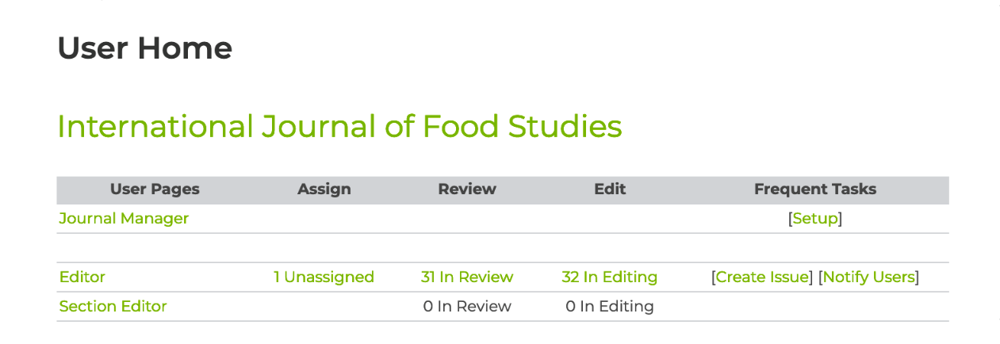 User Home
International Journal of Food Studies
User Pages Assign Review Edit Frequent Tasks
Journal Manager [Setup]
Editor 1 Unassigned 31 In Review 32 In Editing [Create Issue] [Notify Users]
Section Editor 0 In Review 0 In Editing